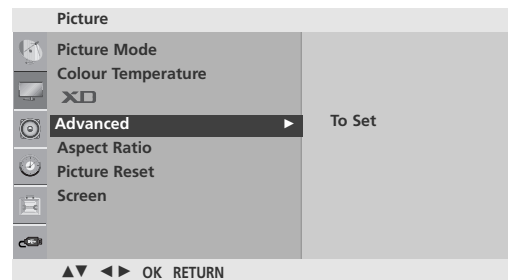 Picture
Picture Mode
Colour Temperature
XD
Advanced ► To Set
Aspect Ratio
Picture Reset
Screen
▲▼ ◄► OK RETURN